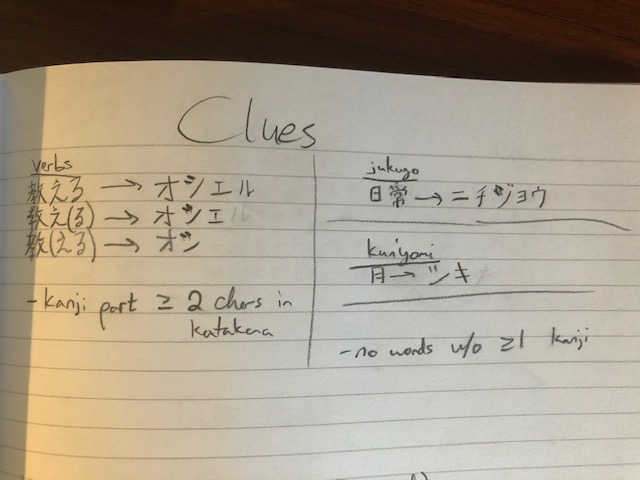 Clues
verbs
教える → オシエル
教え(る) → オシエ
教(える) → オシ
-kanji part ≥ 2 chars in
katakana
jukugo
日常 → ニチジョウ
kun'yomi
月 → ツキ
-no words w/o ≥1 kanji